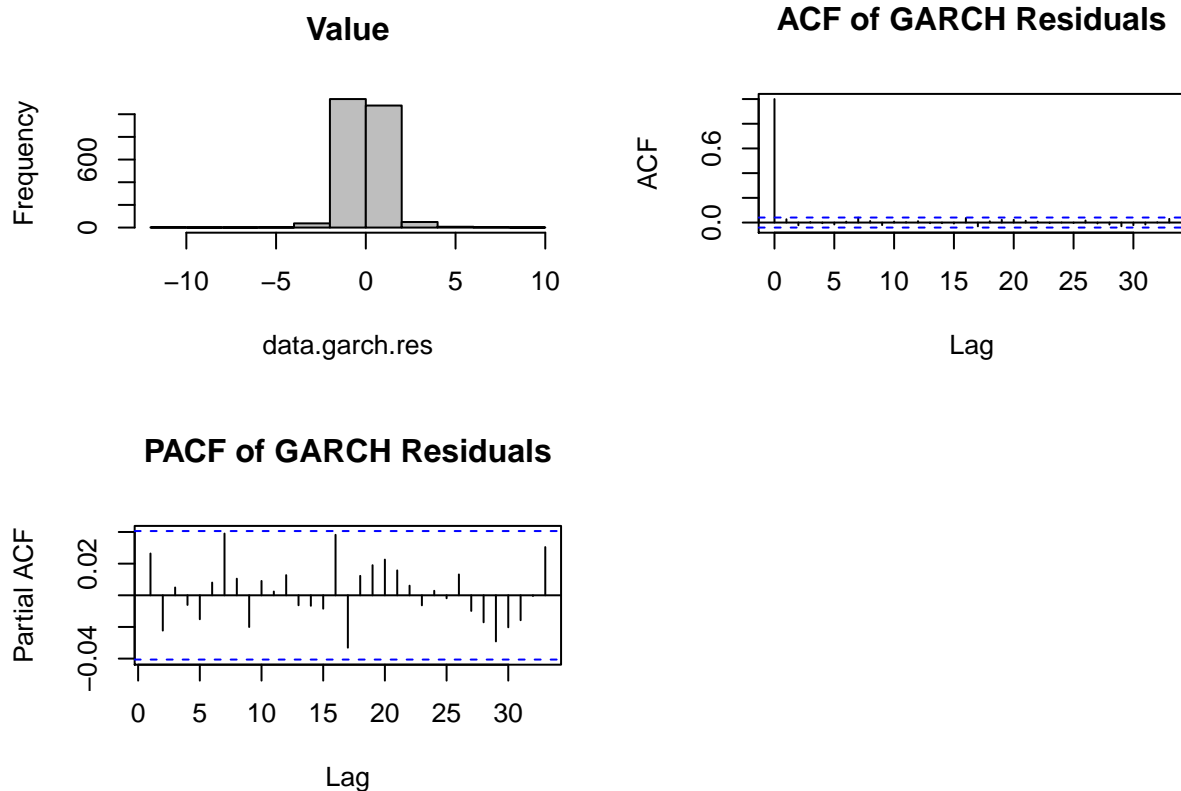 Value
Frequency
0 600
−10 −5 0 5 10
data.garch.res
ACF of GARCH Residuals
ACF
0.0 0.6
0 5 10 15 20 25 30
Lag
PACF of GARCH Residuals
Partial ACF
−0.04 0.02
0 5 10 15 20 25 30
Lag